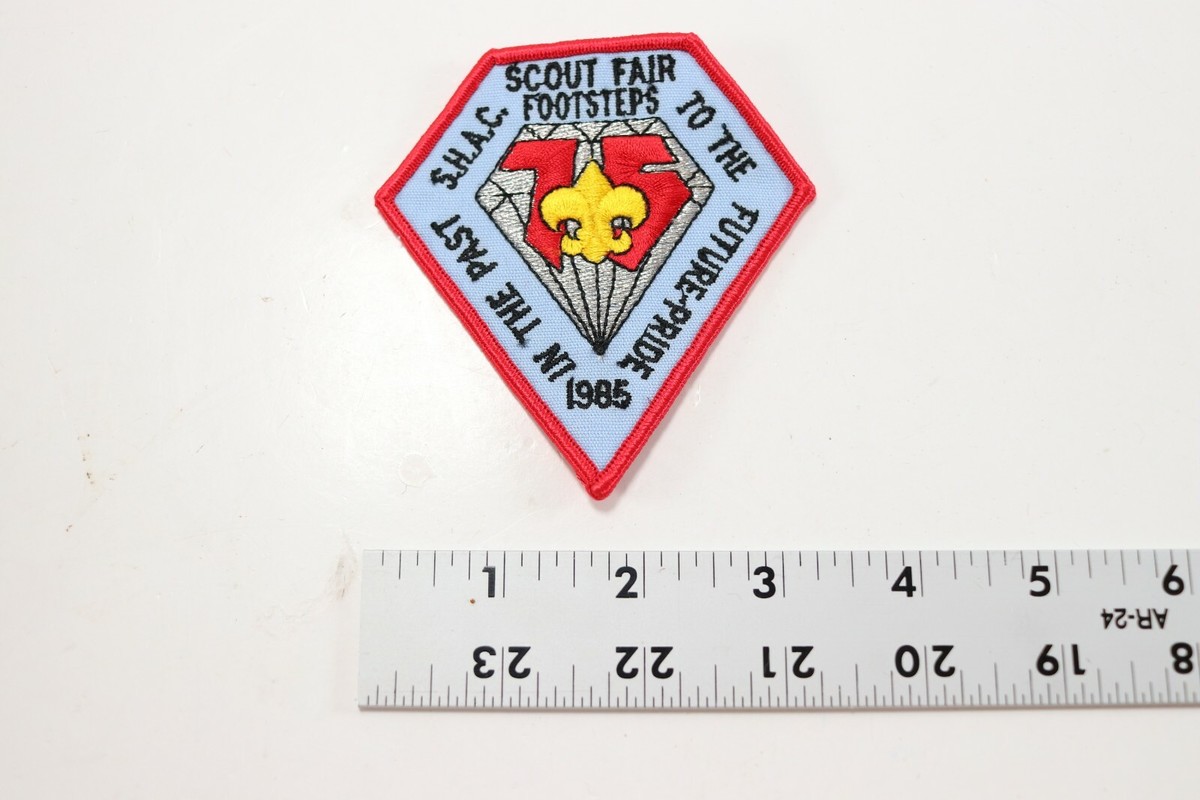 S.H.A.C. SCOUT FAIR
FOOTSTEPS TO THE
FUTURE-PRIDE
IN THE PAST
75
1985
1 2 3 4 5 6
AR-24
23 22 21 20 19 18